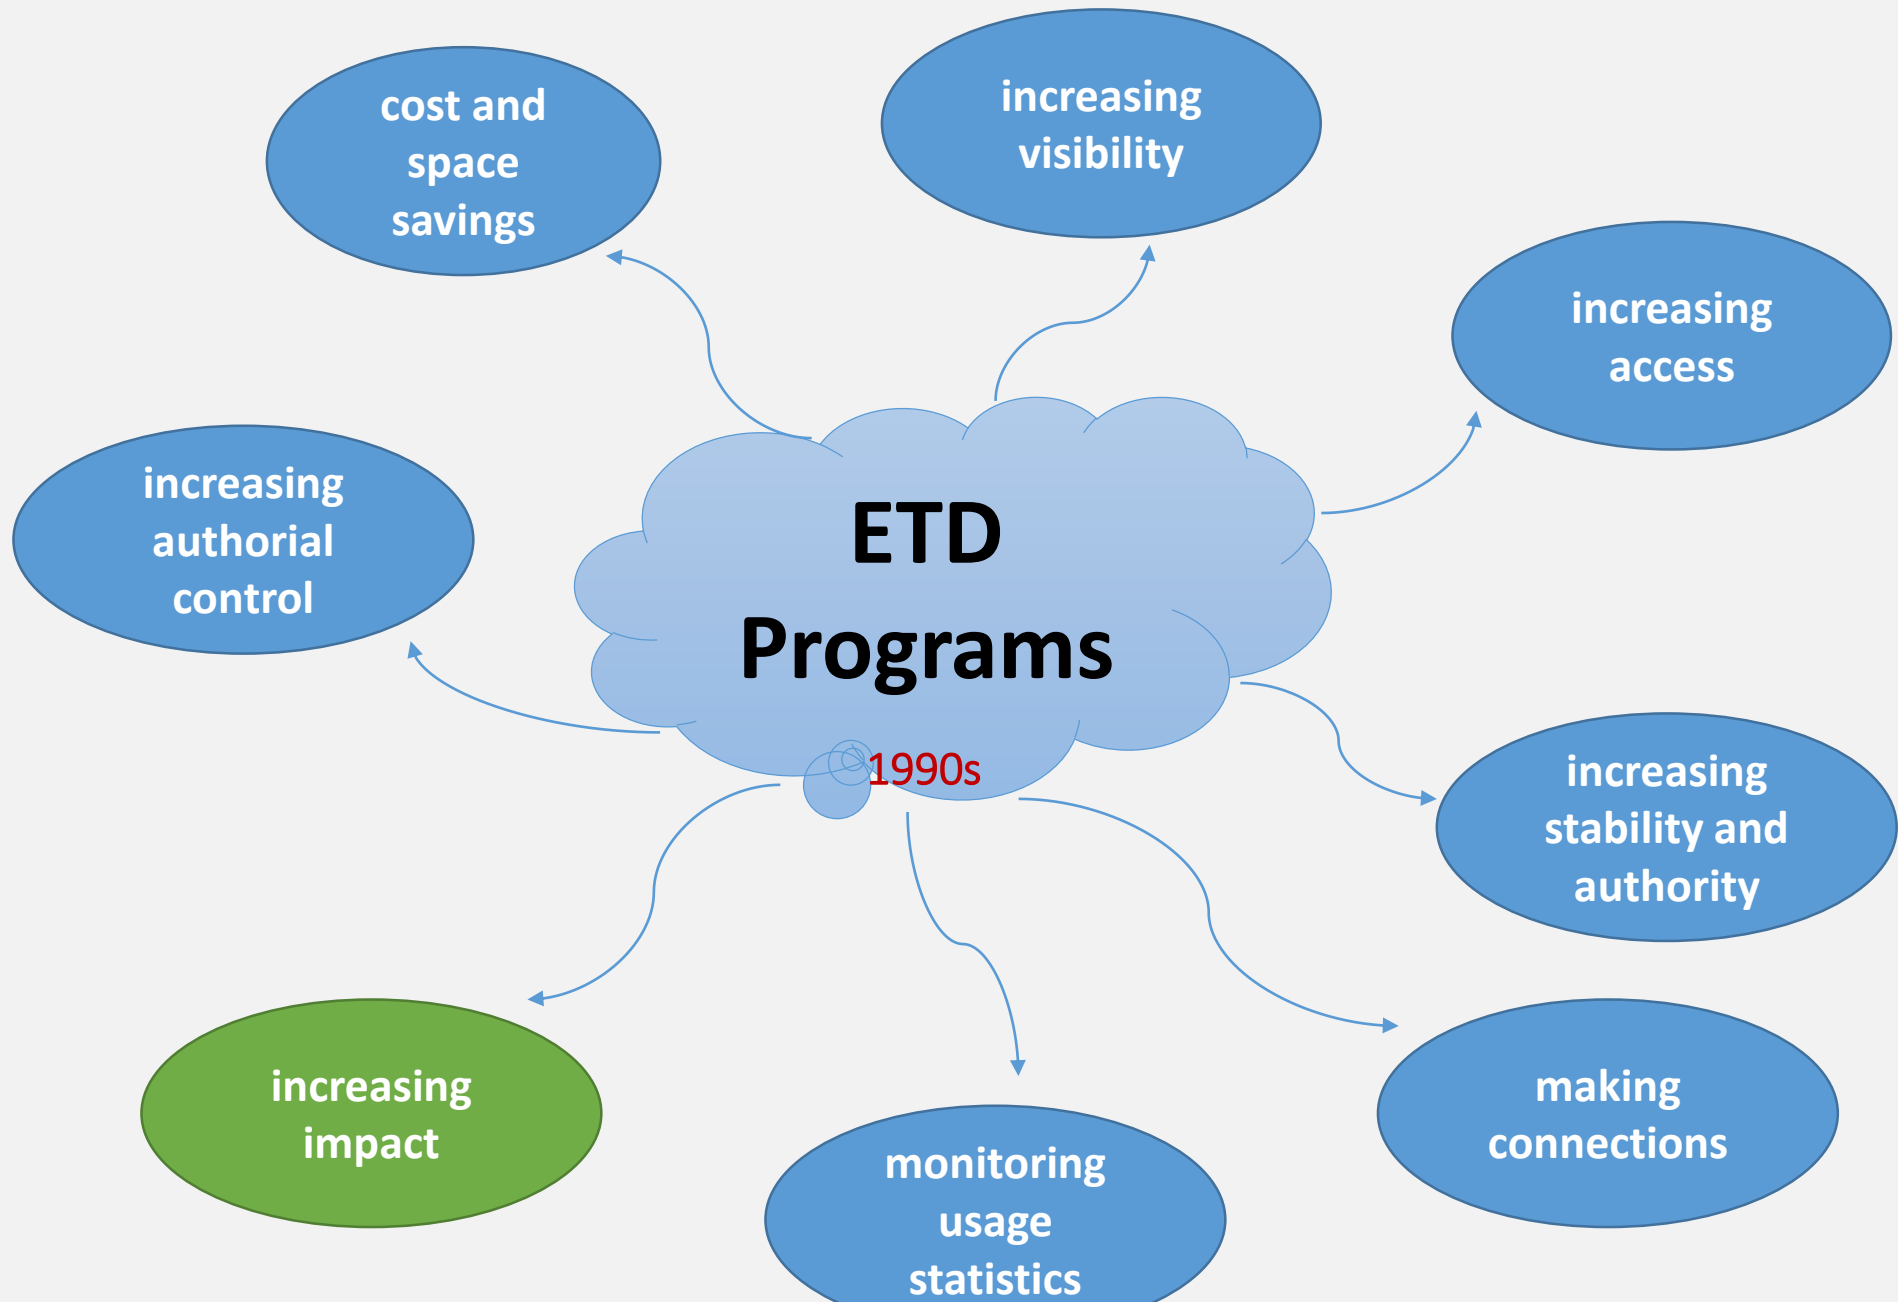 cost and
space
savings
increasing
visibility
increasing
access
increasing
authorial
control
ETD
Programs
1990s
increasing
stability and
authority
increasing
impact
monitoring
usage
statistics
making
connections